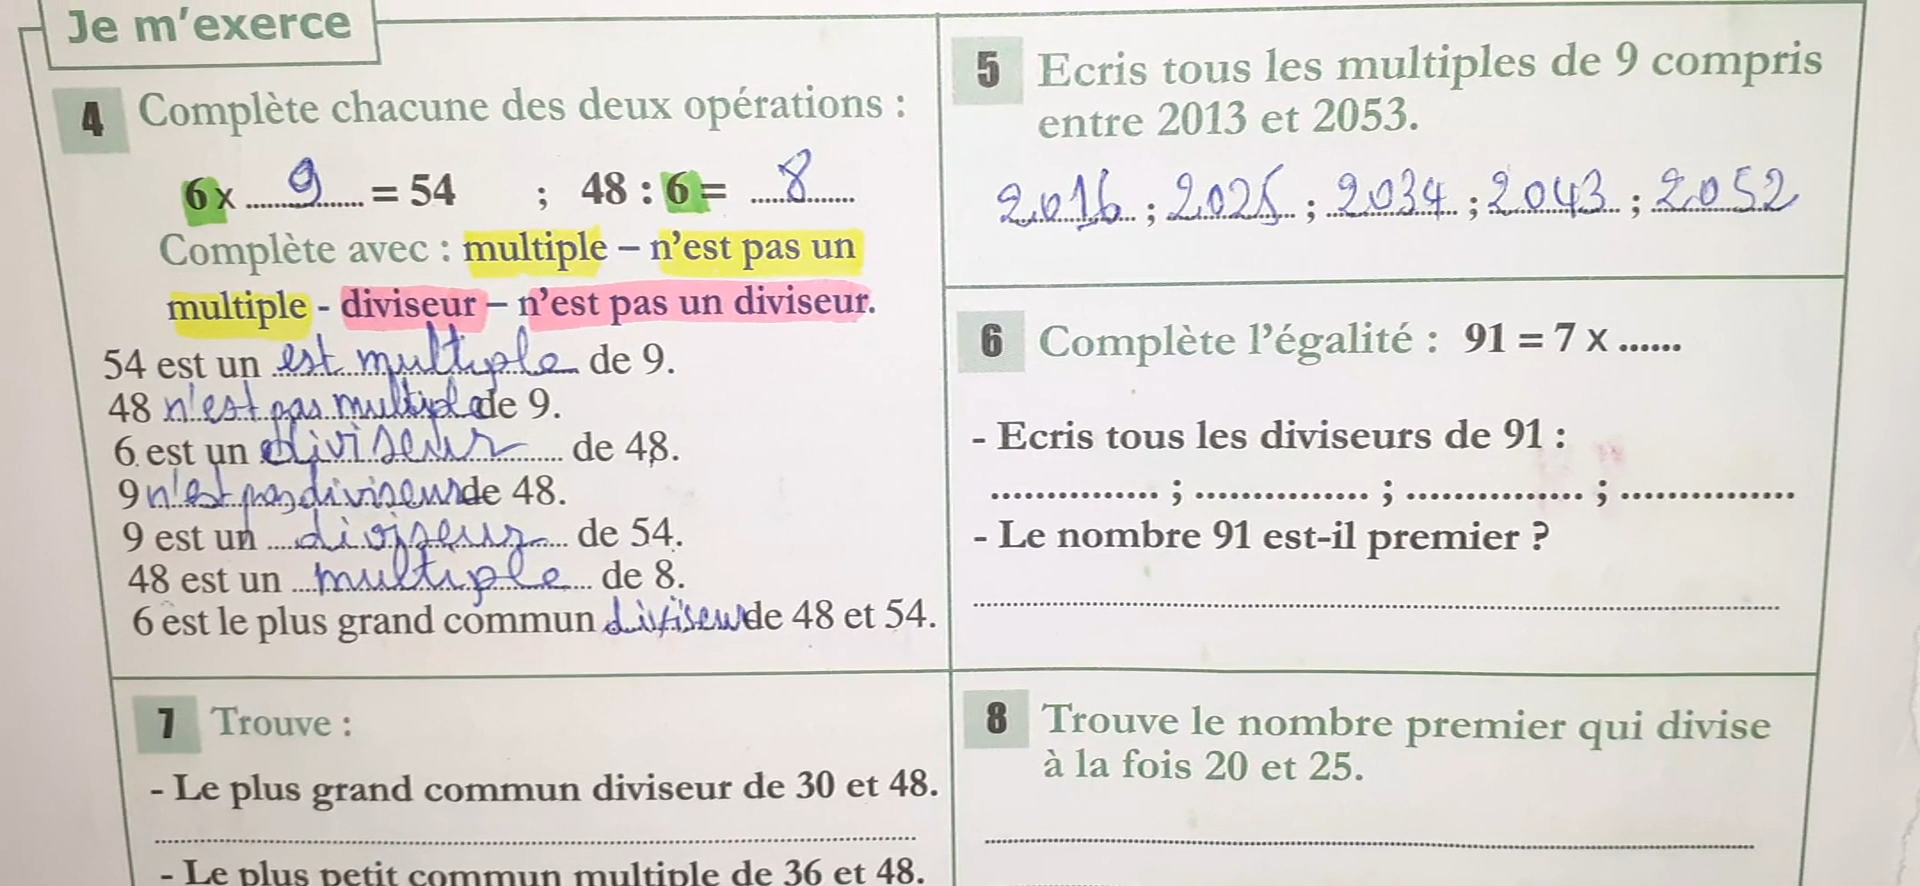 Je m'exerce
4 Complète chacune des deux opérations :
6 x ....9.... = 54 ; 48 : 6 = ....8....
Complète avec : multiple – n'est pas un
multiple - diviseur – n'est pas un diviseur.
54 est un est multiple de 9.
48 n'est pas multipl de 9.
6 est un diviseur de 48.
9 n'est pas diviseur de 48.
9 est un diviseur de 54.
48 est un multiple de 8.
6 est le plus grand commun diviseur de 48 et 54.
5 Ecris tous les multiples de 9 compris
entre 2013 et 2053.
2016 ; 2025 ; 2034 ; 2043 ; 2052
6 Complète l'égalité : 91 = 7 x ......
- Ecris tous les diviseurs de 91 :
............... ; ............... ; ............... ; ...............
- Le nombre 91 est-il premier ?
7 Trouve :
- Le plus grand commun diviseur de 30 et 48.
- Le plus petit commun multiple de 36 et 48.
8 Trouve le nombre premier qui divise
à la fois 20 et 25.